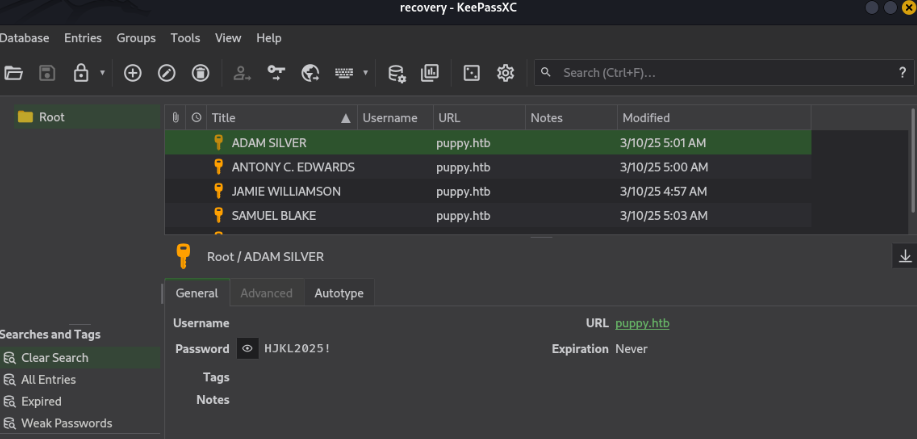 recovery - KeePassXC
Database Entries Groups Tools View Help
Search (Ctrl+F)... ?
Root
Title Username URL Notes Modified
ADAM SILVER puppy.htb 3/10/25 5:01 AM
ANTONY C. EDWARDS puppy.htb 3/10/25 5:00 AM
JAMIE WILLIAMSON puppy.htb 3/10/25 4:57 AM
SAMUEL BLAKE puppy.htb 3/10/25 5:03 AM
Root / ADAM SILVER
General Advanced Autotype
Username URL puppy.htb
Password HJKL2025! Expiration Never
Tags
Notes
Searches and Tags
Clear Search
All Entries
Expired
Weak Passwords